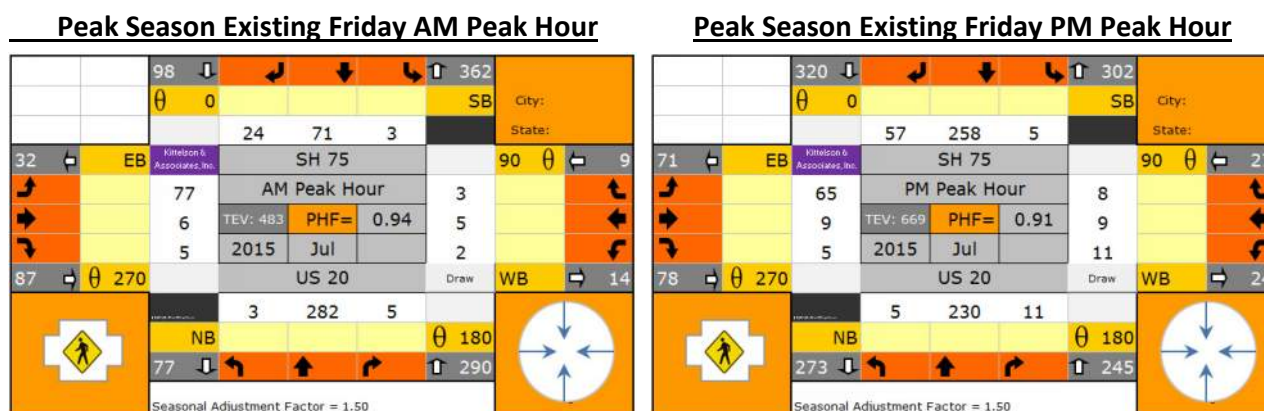 Peak Season Existing Friday AM Peak Hour
98 362
θ 0 SB City:
24 71 3 State:
32 EB Kittelson & Associates, Inc. SH 75 90 θ 9
77 AM Peak Hour 3
6 TEV: 483 PHF= 0.94 5
5 2015 Jul 2
87 θ 270 US 20 Draw WB 14
3 282 5
NB θ 180
77 290
Seasonal Adjustment Factor = 1.50
Peak Season Existing Friday PM Peak Hour
320 302
θ 0 SB City:
57 258 5 State:
71 EB Kittelson & Associates, Inc. SH 75 90 θ
65 PM Peak Hour 8
9 TEV: 669 PHF= 0.91 9
5 2015 Jul 11
78 θ 270 US 20 Draw WB
5 230 11
NB θ 180
273 245
Seasonal Adjustment Factor = 1.50